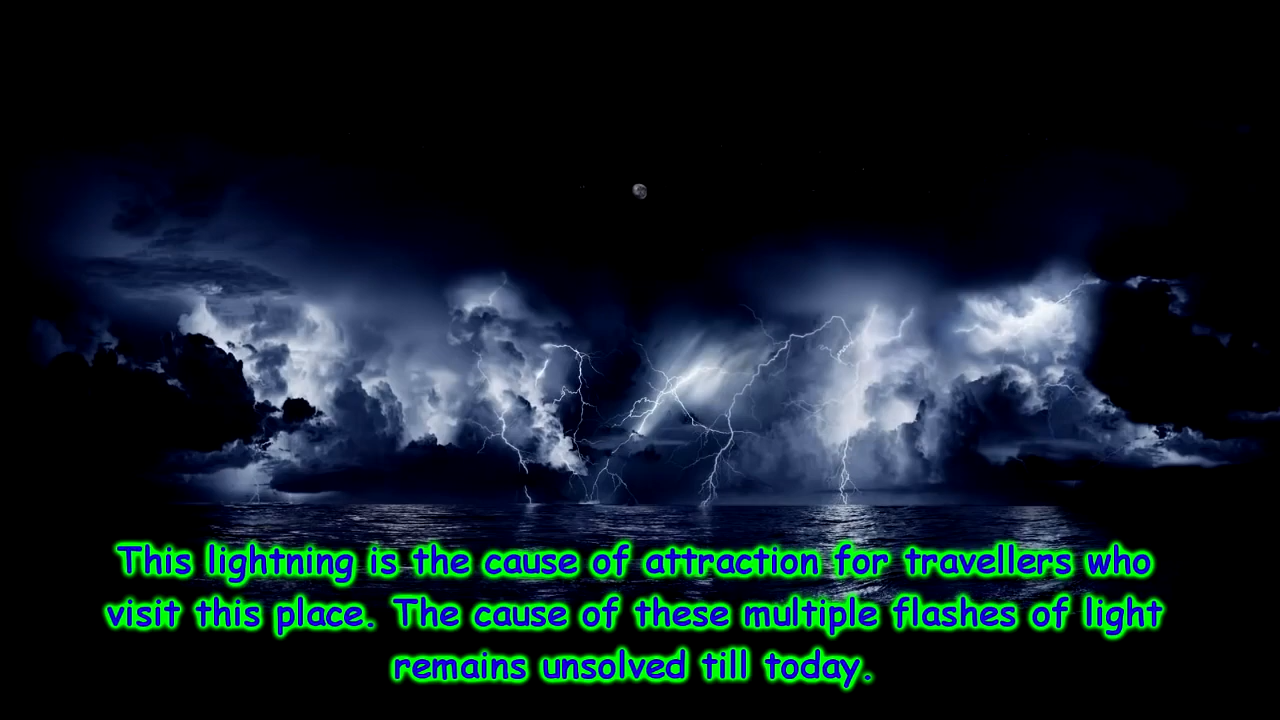 This lightning is the cause of attraction for travellers who
visit this place. The cause of these multiple flashes of light
remains unsolved till today.